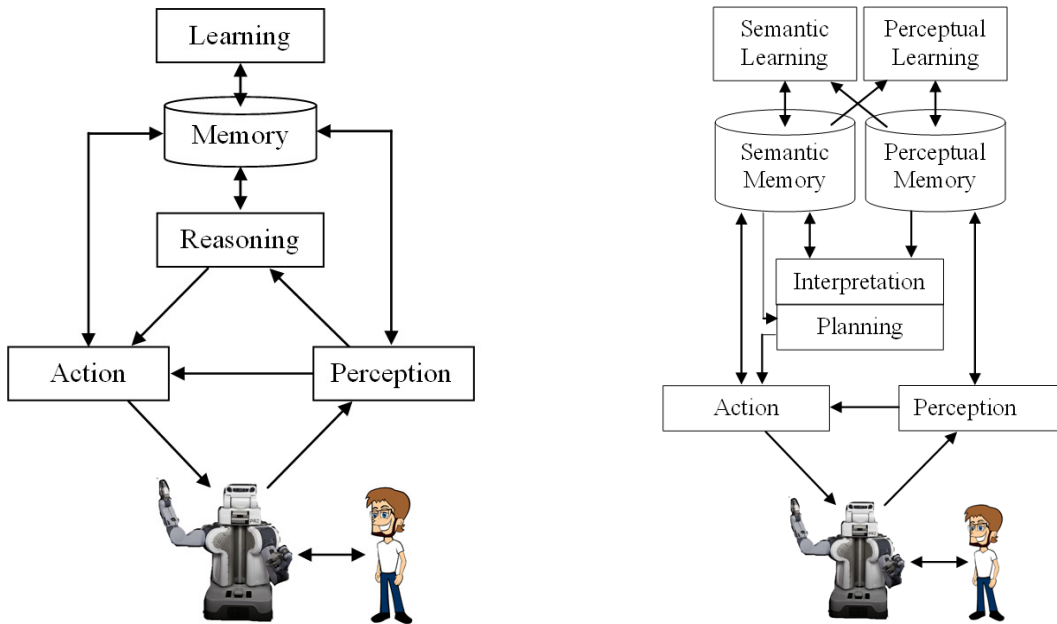 Learning
Memory
Reasoning
Action
Perception
Semantic
Learning
Perceptual
Learning
Semantic
Memory
Perceptual
Memory
Interpretation
Planning
Action
Perception